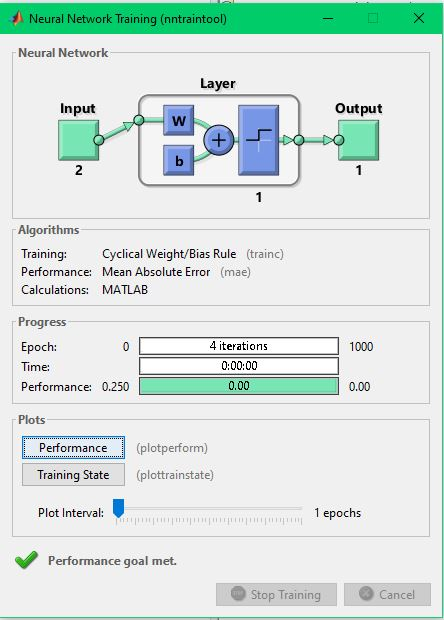 Neural Network Training (nntraintool)
Neural Network
Layer
Input
Output
W
b
+
2
1
1
Algorithms
Training: Cyclical Weight/Bias Rule (trainc)
Performance: Mean Absolute Error (mae)
Calculations: MATLAB
Progress
Epoch: 0 4 iterations 1000
Time: 0:00:00
Performance: 0.250 0.00 0.00
Plots
Performance (plotperform)
Training State (plottrainstate)
Plot Interval: 1 epochs
Performance goal met.
Stop Training Cancel